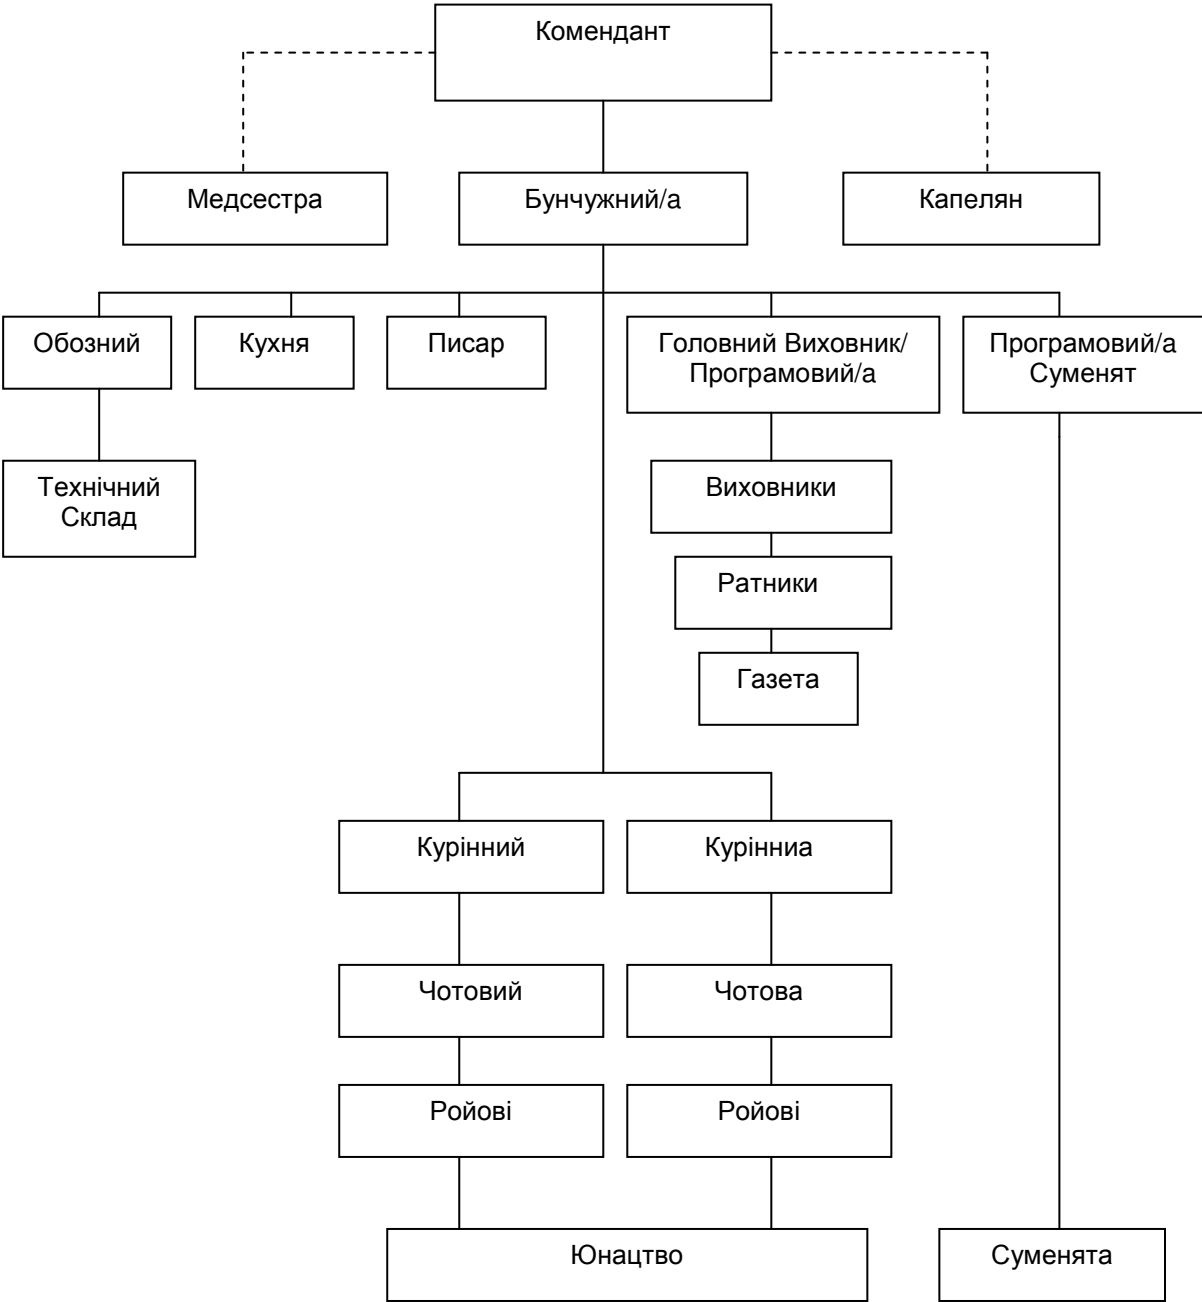 Комендант
Медсестра
Бунчужний/а
Капелян
Обозний
Кухня
Писар
Головний Виховник/
Програмовий/а
Програмовий/а
Суменят
Технічний
Склад
Виховники
Ратники
Газета
Курінний
Курінниа
Чотовий
Чотова
Ройові
Ройові
Юнацтво
Суменята